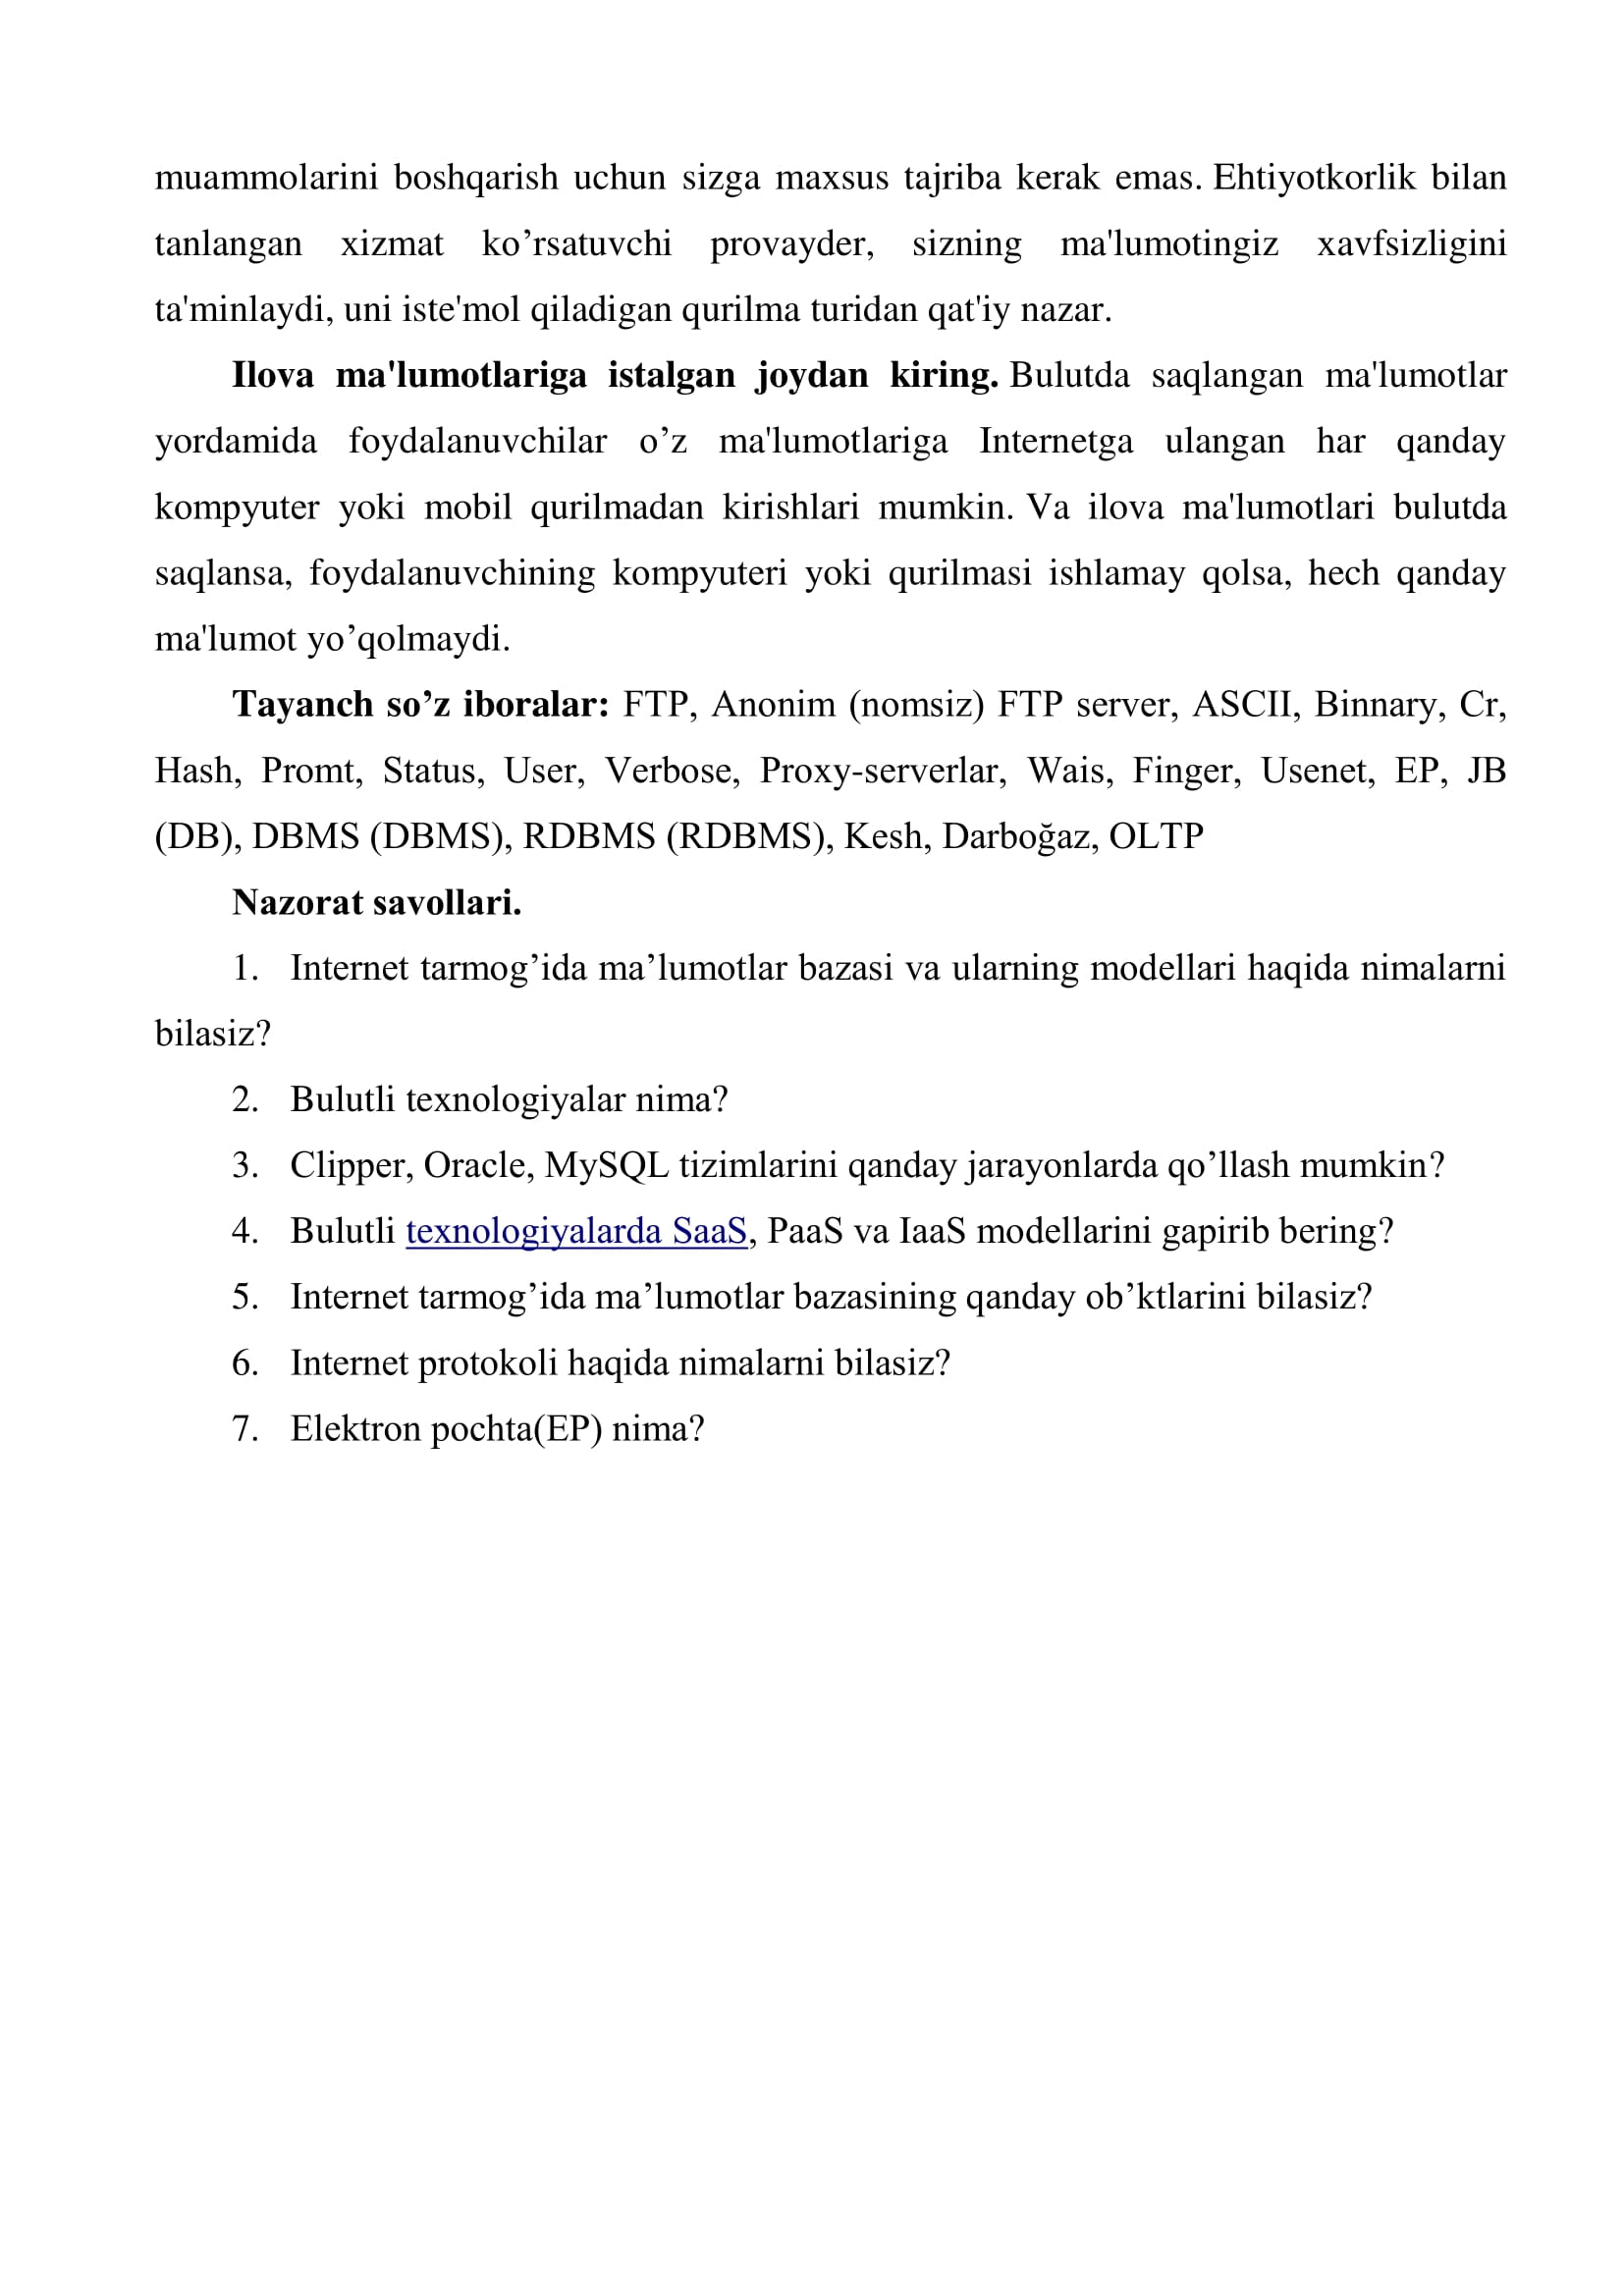 muammolarini boshqarish uchun sizga maxsus tajriba kerak emas. Ehtiyotkorlik bilan
tanlangan xizmat ko’rsatuvchi provayder, sizning ma'lumotingiz xavfsizligini
ta'minlaydi, uni iste'mol qiladigan qurilma turidan qat'iy nazar.
Ilova ma'lumotlariga istalgan joydan kiring. Bulutda saqlangan ma'lumotlar
yordamida foydalanuvchilar o’z ma'lumotlariga Internetga ulangan har qanday
kompyuter yoki mobil qurilmadan kirishlari mumkin. Va ilova ma'lumotlari bulutda
saqlansa, foydalanuvchining kompyuteri yoki qurilmasi ishlamay qolsa, hech qanday
ma'lumot yo’qolmaydi.
Tayanch so’z iboralar: FTP, Anonim (nomsiz) FTP server, ASCII, Binnary, Cr,
Hash, Promt, Status, User, Verbose, Proxy-serverlar, Wais, Finger, Usenet, EP, JB
(DB), DBMS (DBMS), RDBMS (RDBMS), Kesh, Darboğaz, OLTP
Nazorat savollari.
1. Internet tarmog’ida ma’lumotlar bazasi va ularning modellari haqida nimalarni
bilasiz?
2. Bulutli texnologiyalar nima?
3. Clipper, Oracle, MySQL tizimlarini qanday jarayonlarda qo’llash mumkin?
4. Bulutli texnologiyalarda SaaS, PaaS va IaaS modellarini gapirib bering?
5. Internet tarmog’ida ma’lumotlar bazasining qanday ob’ktlarini bilasiz?
6. Internet protokoli haqida nimalarni bilasiz?
7. Elektron pochta(EP) nima?